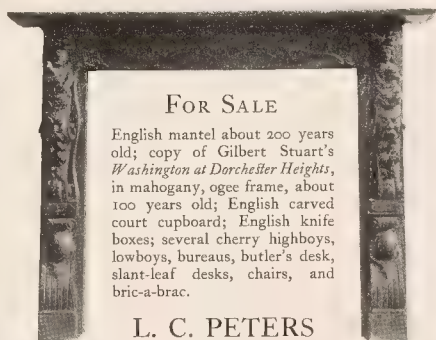 FOR SALE
English mantel about 200 years
old; copy of Gilbert Stuart's
Washington at Dorchester Heights,
in mahogany, ogee frame, about
100 years old; English carved
court cupboard; English knife
boxes; several cherry highboys,
lowboys, bureaus, butler's desk,
slant-leaf desks, chairs, and
bric-a-brac.
L. C. PETERS